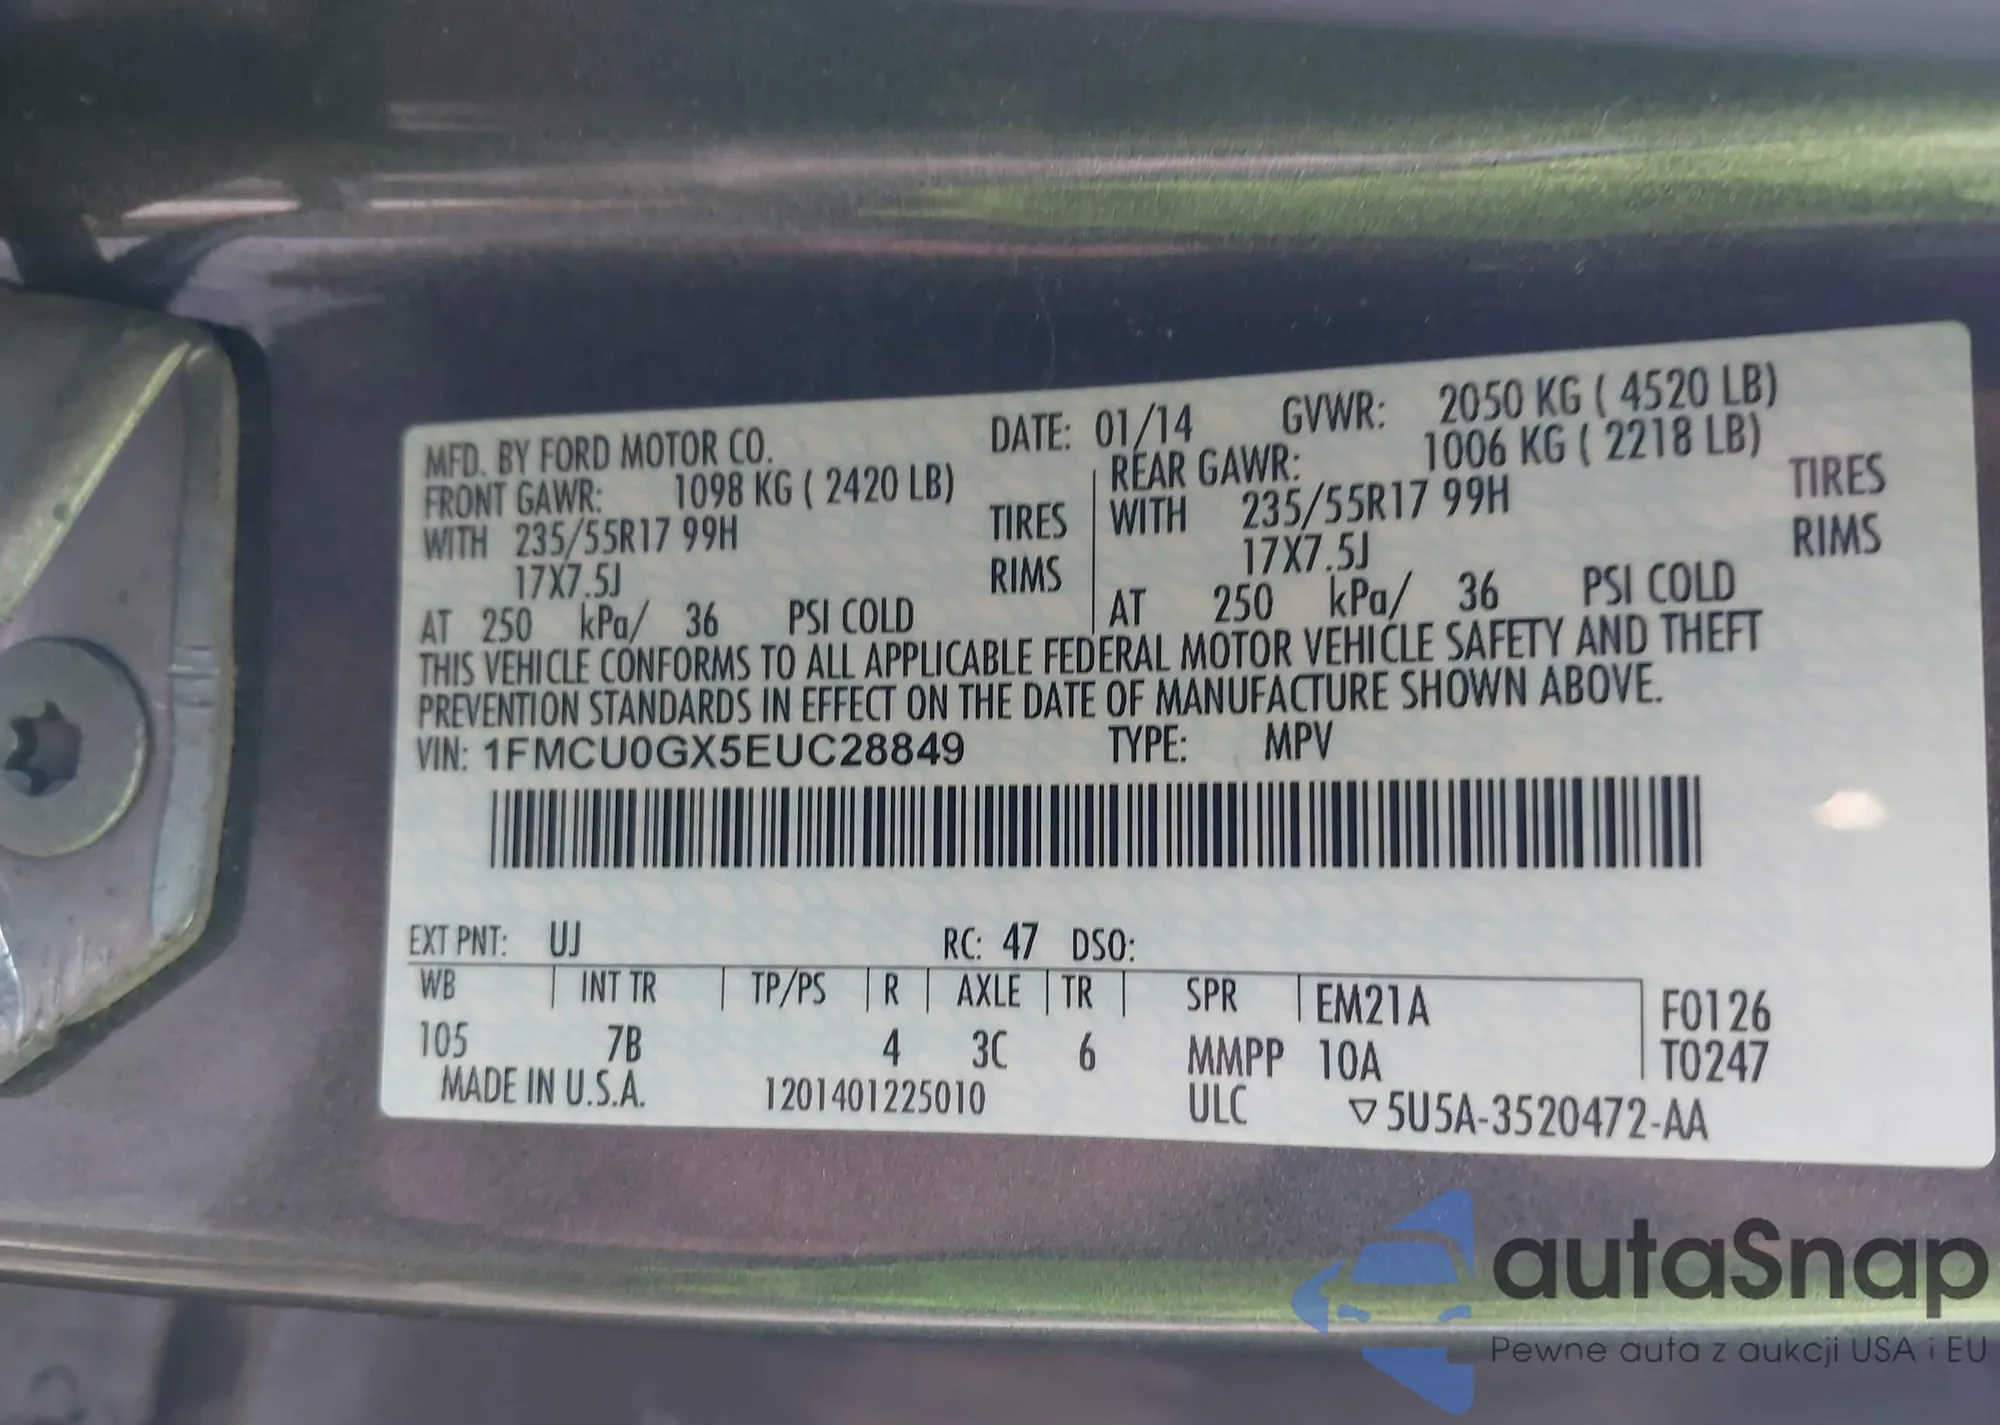 MFD. BY FORD MOTOR CO. DATE: 01/14 GVWR: 2050 KG ( 4520 LB)
FRONT GAWR: 1098 KG ( 2420 LB) REAR GAWR: 1006 KG ( 2218 LB)
WITH 235/55R17 99H TIRES WITH 235/55R17 99H TIRES
17X7.5J RIMS 17X7.5J RIMS
AT 250 kPa/ 36 PSI COLD AT 250 kPa/ 36 PSI COLD
THIS VEHICLE CONFORMS TO ALL APPLICABLE FEDERAL MOTOR VEHICLE SAFETY AND THEFT
PREVENTION STANDARDS IN EFFECT ON THE DATE OF MANUFACTURE SHOWN ABOVE.
VIN: 1FMCU0GX5EUC28849 TYPE: MPV
EXT PNT: UJ RC: 47 DSO:
WB INT TR TP/PS R AXLE TR SPR EM21A F0126
105 7B 4 3C 6 MMPP 10A T0247
MADE IN U.S.A. 1201401225010 ULC ▽5U5A-3520472-AA
autaSnap
Pewne auta z aukcji USA i EU